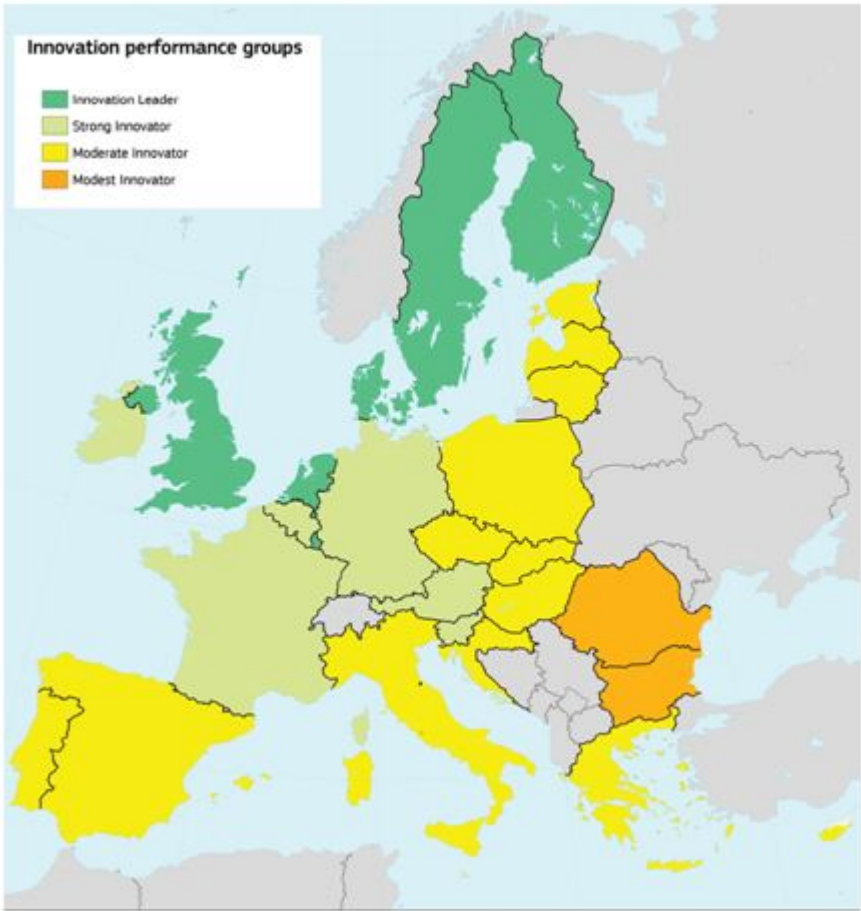 Innovation performance groups
Innovation Leader
Strong Innovator
Moderate Innovator
Modest Innovator